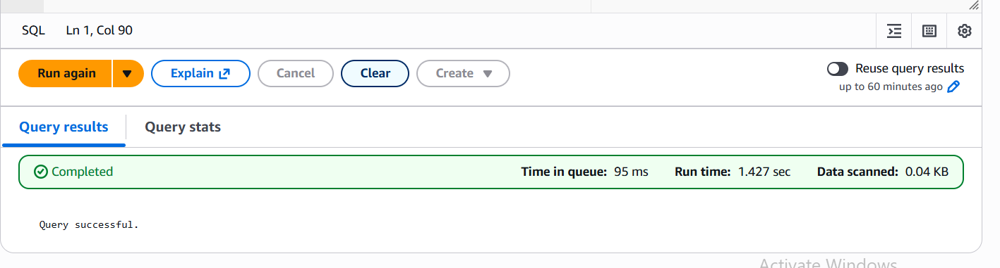 SQL Ln 1, Col 90
Run again Explain Cancel Clear Create Reuse query results
up to 60 minutes ago
Query results Query stats
Completed Time in queue: 95 ms Run time: 1.427 sec Data scanned: 0.04 KB
Query successful.
Activate Windows